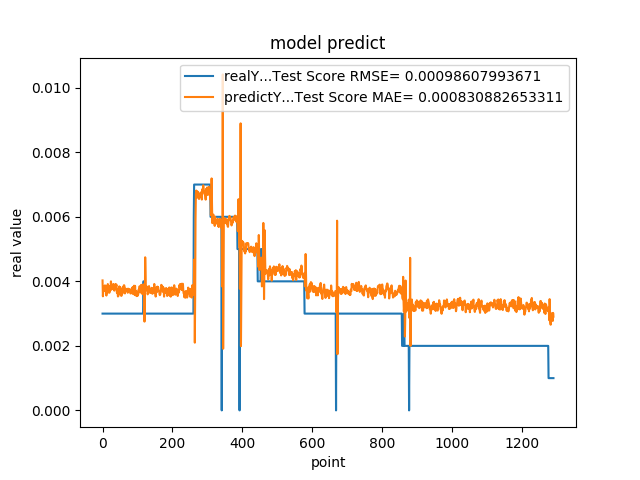 model predict
realY...Test Score RMSE= 0.00098607993671
predictY...Test Score MAE= 0.000830882653311
0.010
0.008
0.006
0.004
0.002
0.000
real value
0 200 400 600 800 1000 1200
point